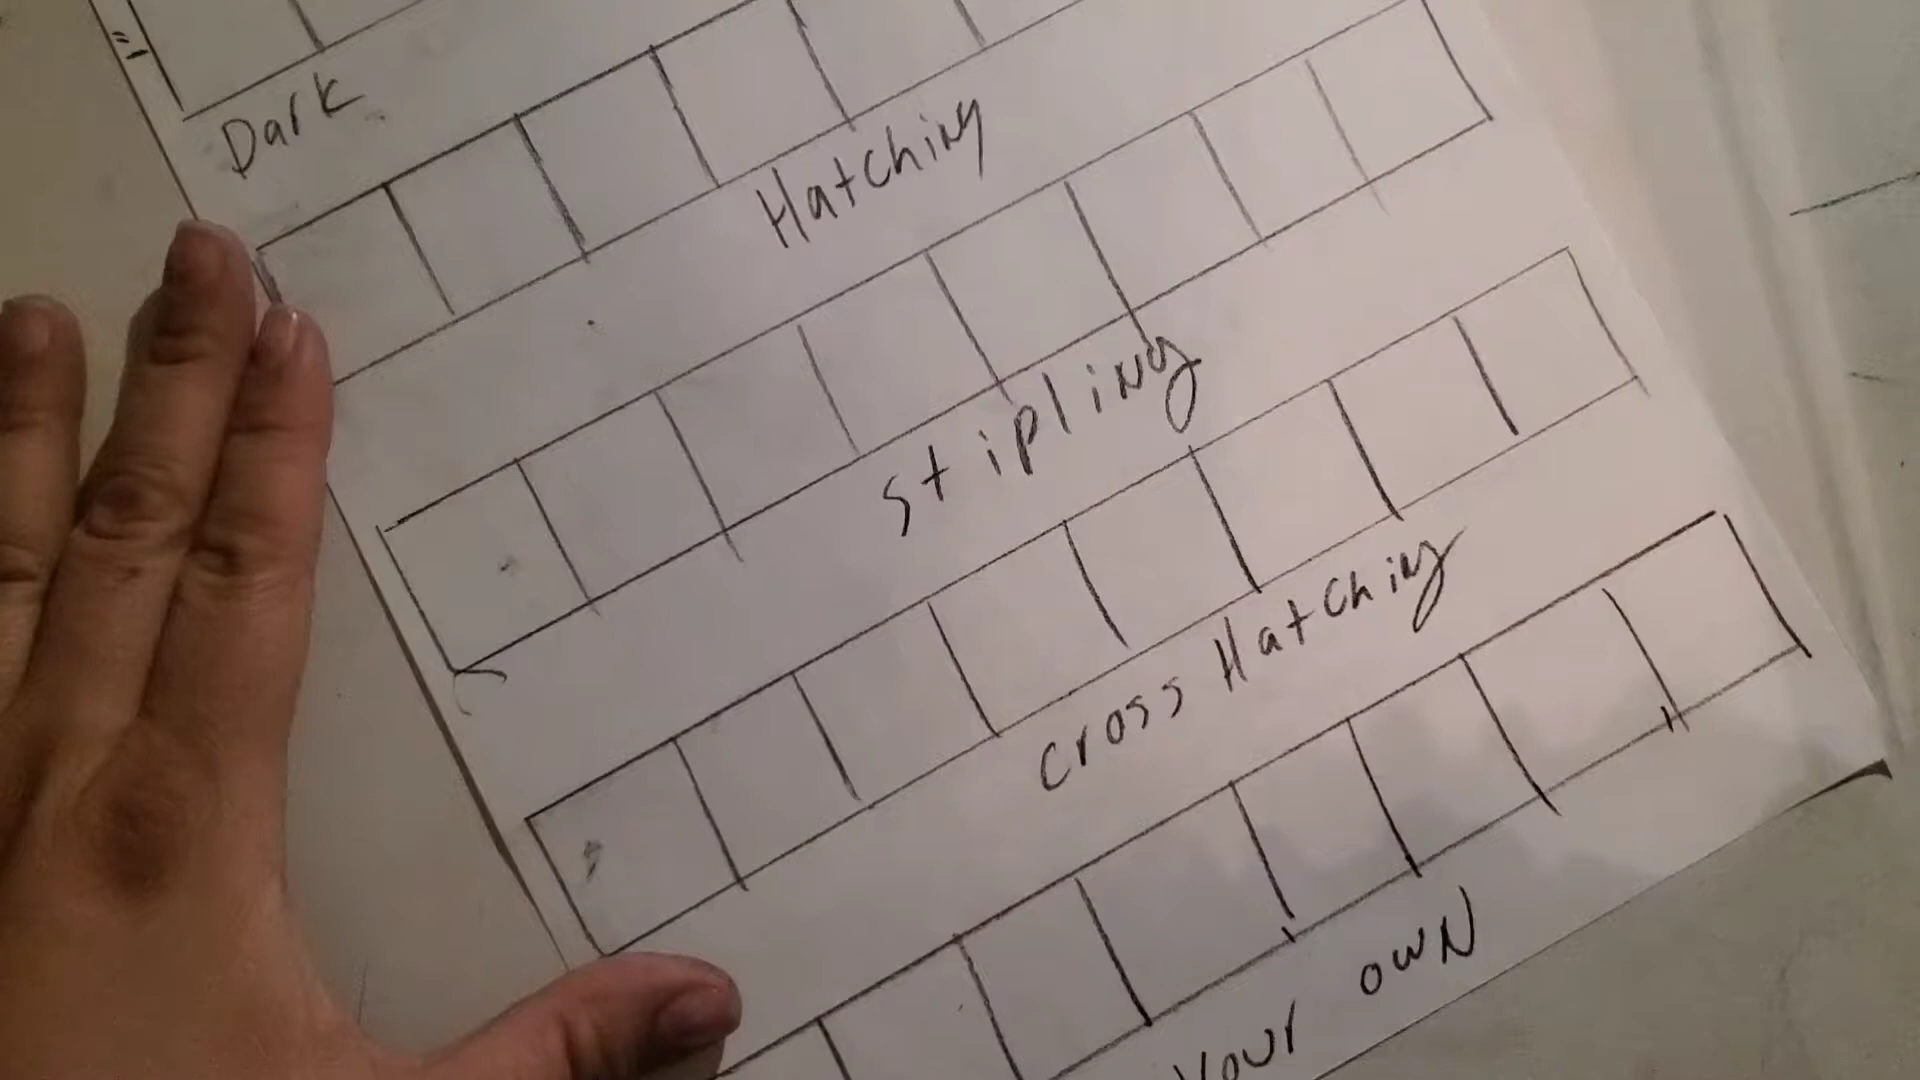 Dark
Hatching
stipling
cross Hatching
Your own